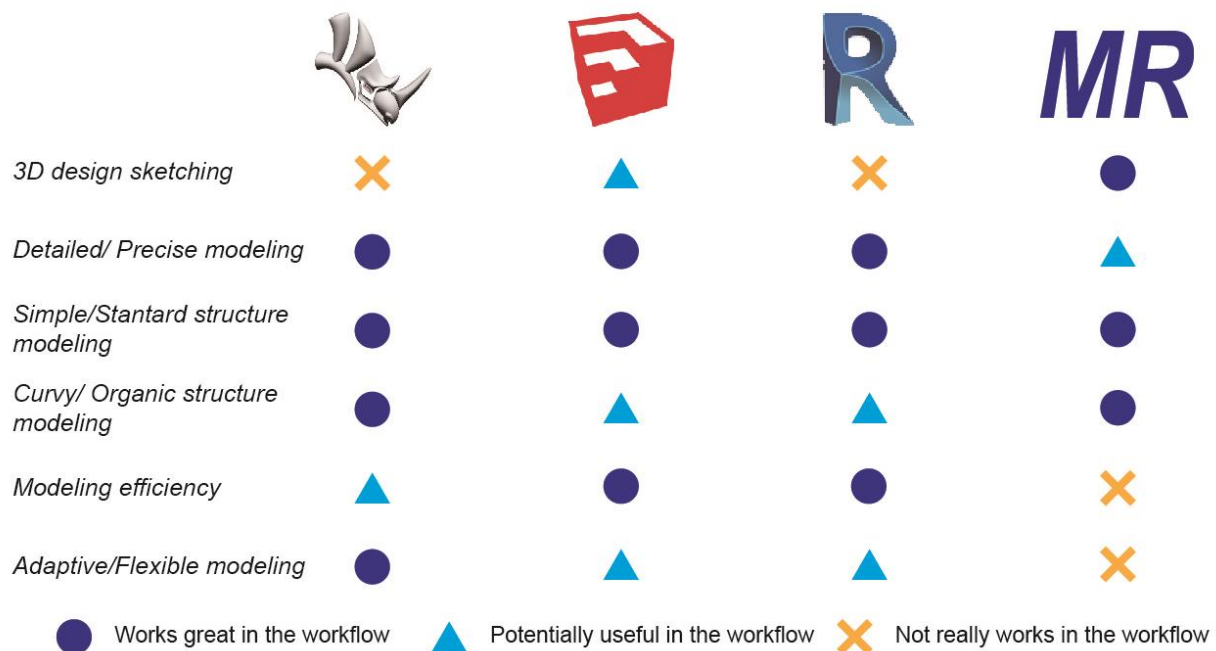 MR
3D design sketching
Detailed/ Precise modeling
Simple/Stantard structure
modeling
Curvy/ Organic structure
modeling
Modeling efficiency
Adaptive/Flexible modeling
Works great in the workflow
Potentially useful in the workflow
Not really works in the workflow